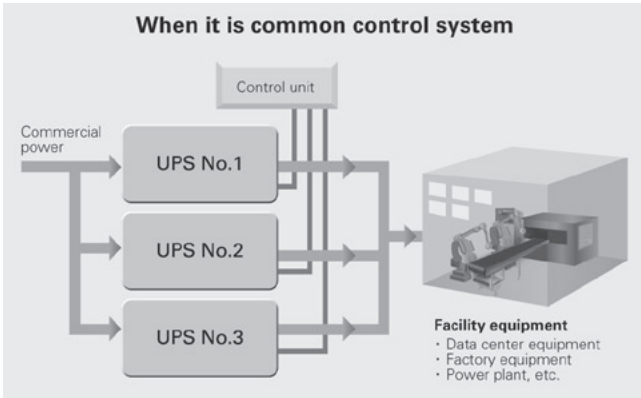 When it is common control system
Control unit
Commercial
power
UPS No.1
UPS No.2
UPS No.3
Facility equipment
・Data center equipment
・Factory equipment
・Power plant, etc.